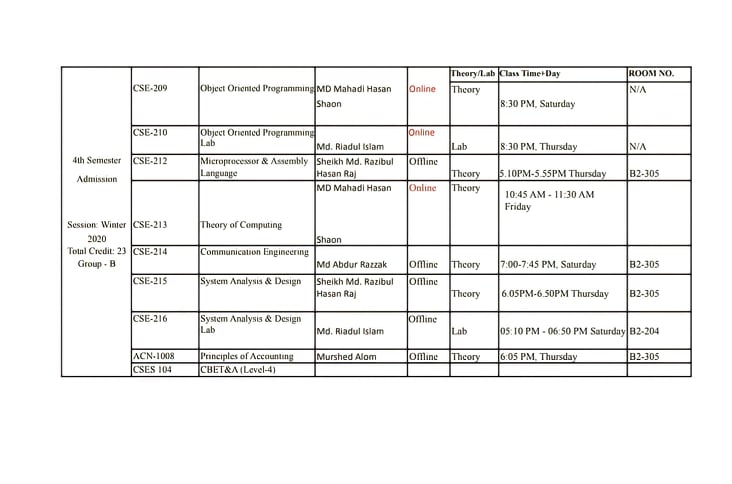 Theory/Lab Class Time+Day ROOM NO.
CSE-209 Object Oriented Programming MD Mahadi Hasan Online Theory N/A
Shaon
8:30 PM, Saturday
CSE-210 Object Oriented Programming Online
Lab Md. Riadul Islam Lab 8:30 PM, Thursday N/A
4th Semester CSE-212 Microprocessor & Assembly Sheikh Md. Razibul Offline
Language Hasan Raj Theory 5.10PM-5.55PM Thursday B2-305
Admission
MD Mahadi Hasan Online Theory 10:45 AM - 11:30 AM
Friday
Session: Winter CSE-213 Theory of Computing
2020 Shaon
Total Credit: 23 CSE-214 Communication Engineering
Group - B Md Abdur Razzak Offline Theory 7:00-7:45 PM, Saturday B2-305
CSE-215 System Analysis & Design Sheikh Md. Razibul Offline
Hasan Raj Theory 6.05PM-6.50PM Thursday B2-305
CSE-216 System Analysis & Design Offline
Lab Md. Riadul Islam Lab 05:10 PM - 06:50 PM Saturday B2-204
ACN-1008 Principles of Accounting Murshed Alom Offline Theory 6:05 PM, Thursday B2-305
CSES 104 CBET&A (Level-4)